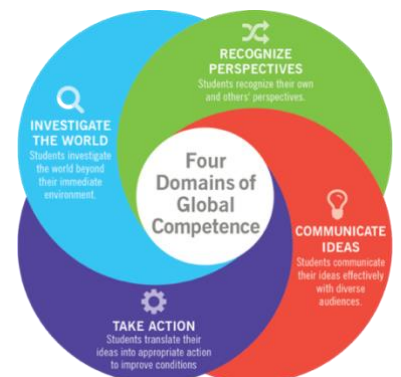 RECOGNIZE
PERSPECTIVES
Students recognize their own
and others' perspectives.
INVESTIGATE
THE WORLD
Students investigate
the world beyond
their immediate
environment.
Four
Domains of
Global
Competence
COMMUNICATE
IDEAS
Students communicate
their ideas effectively
with diverse
audiences.
TAKE ACTION
Students translate their
ideas into appropriate action
to improve conditions